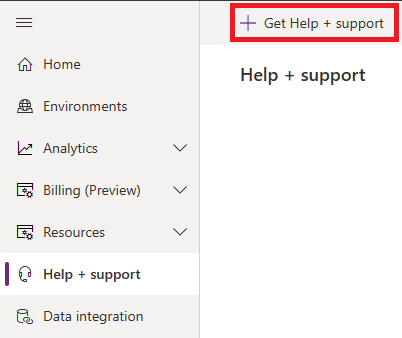 Get Help + support
Help + support
Home
Environments
Analytics
Billing (Preview)
Resources
Help + support
Data integration